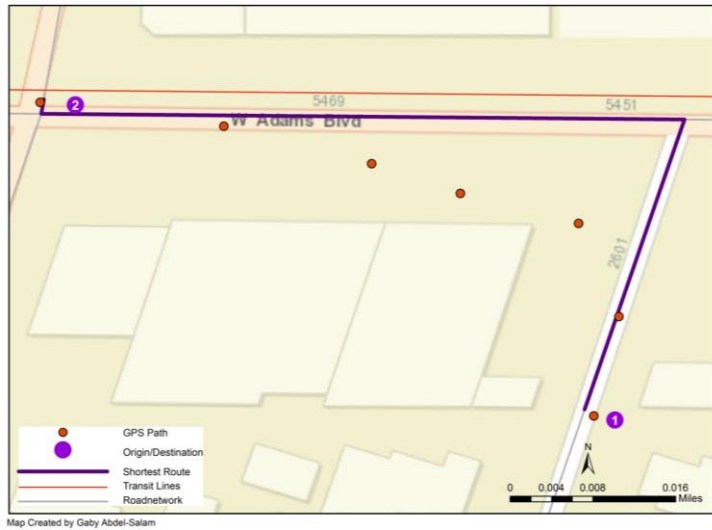 5469
5451
W Adams Blvd
2
2601
1
GPS Path
Origin/Destination
Shortest Route
Transit Lines
Roadnetwork
N
0 0.004 0.008 0.016
Miles
Map Created by Gaby Abdel-Salam